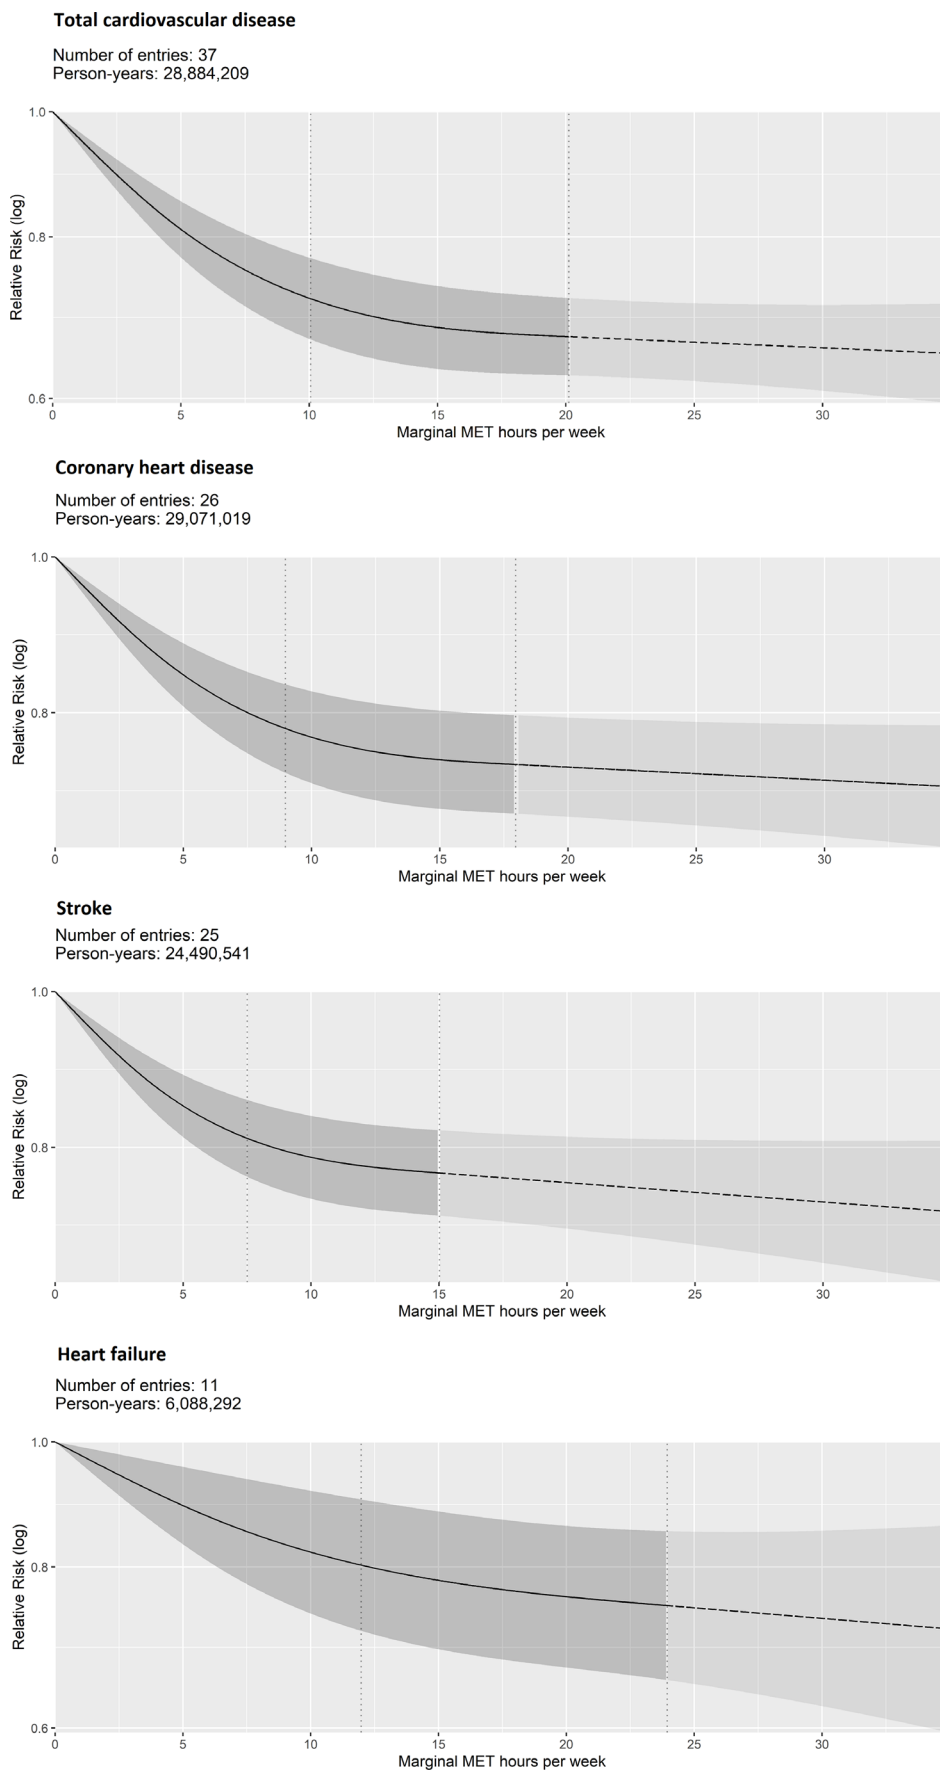 Total cardiovascular disease
Number of entries: 37
Person-years: 28,884,209
1.0
0.8
0.6
Relative Risk (log)
0 5 10 15 20 25 30
Marginal MET hours per week
Coronary heart disease
Number of entries: 26
Person-years: 29,071,019
1.0
0.8
Relative Risk (log)
0 5 10 15 20 25 30
Marginal MET hours per week
Stroke
Number of entries: 25
Person-years: 24,490,541
1.0
0.8
Relative Risk (log)
0 5 10 15 20 25 30
Marginal MET hours per week
Heart failure
Number of entries: 11
Person-years: 6,088,292
1.0
0.8
0.6
Relative Risk (log)
0 5 10 15 20 25 30
Marginal MET hours per week